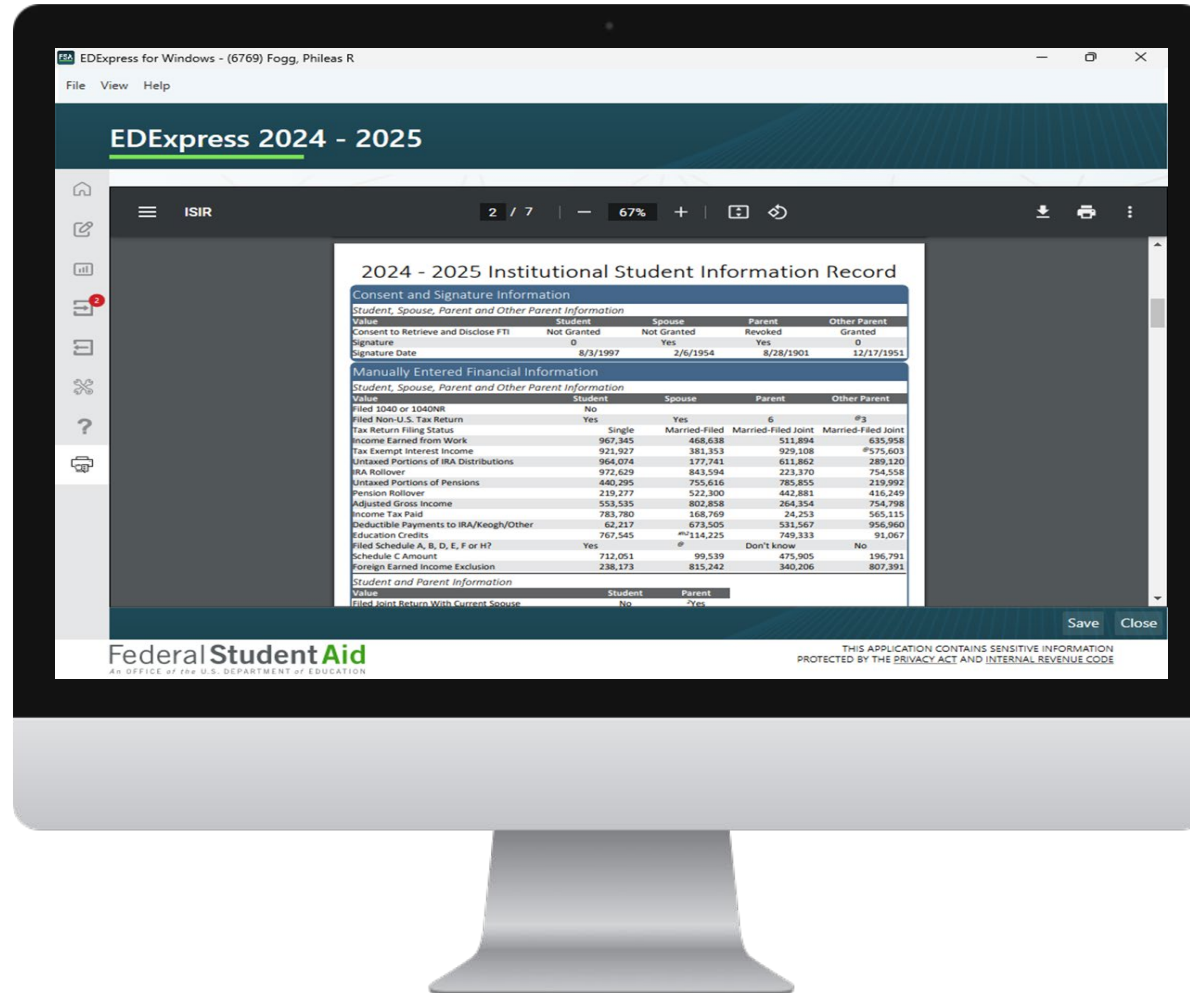 FSA EDExpress for Windows - (6769) Fogg, Phileas R
File View Help
EDExpress 2024 - 2025
2
ISIR 2 / 7 67%
2024 - 2025 Institutional Student Information Record
Consent and Signature Information
Student, Spouse, Parent and Other Parent Information
Value Student Spouse Parent Other Parent
Consent to Retrieve and Disclose FTI Not Granted Not Granted Revoked Granted
Signature 0 Yes Yes 0
Signature Date 8/3/1997 2/6/1954 8/28/1901 12/17/1951
Manually Entered Financial Information
Student, Spouse, Parent and Other Parent Information
Value Student Spouse Parent Other Parent
Filed 1040 or 1040NR No
Filed Non-U.S. Tax Return Yes Yes 6 @3
Tax Return Filing Status Single Married-Filed Married-Filed Joint Married-Filed Joint
Income Earned from Work 967,345 468,638 511,894 635,958
Tax Exempt Interest Income 921,927 381,353 929,108 @575,603
Untaxed Portions of IRA Distributions 964,074 177,741 611,862 289,120
IRA Rollover 972,629 843,594 223,370 754,558
Untaxed Portions of Pensions 440,295 755,616 785,855 219,992
Pension Rollover 219,277 522,300 442,881 416,249
Adjusted Gross Income 553,535 802,858 264,354 754,798
Income Tax Paid 783,780 168,769 24,253 565,115
Deductible Payments to IRA/Keogh/Other 62,217 673,505 531,567 956,960
Education Credits 767,545 114,225 749,333 91,067
Filed Schedule A, B, D, E, F or H? Yes @ Don't know No
Schedule C Amount 712,051 99,539 475,905 196,791
Foreign Earned Income Exclusion 238,173 815,242 340,206 807,391
Student and Parent Information
Value Student Parent
Filed Joint Return With Current Spouse No Yes
Save Close
Federal Student Aid
An OFFICE of the U.S. DEPARTMENT of EDUCATION
THIS APPLICATION CONTAINS SENSITIVE INFORMATION
PROTECTED BY THE PRIVACY ACT AND INTERNAL REVENUE CODE